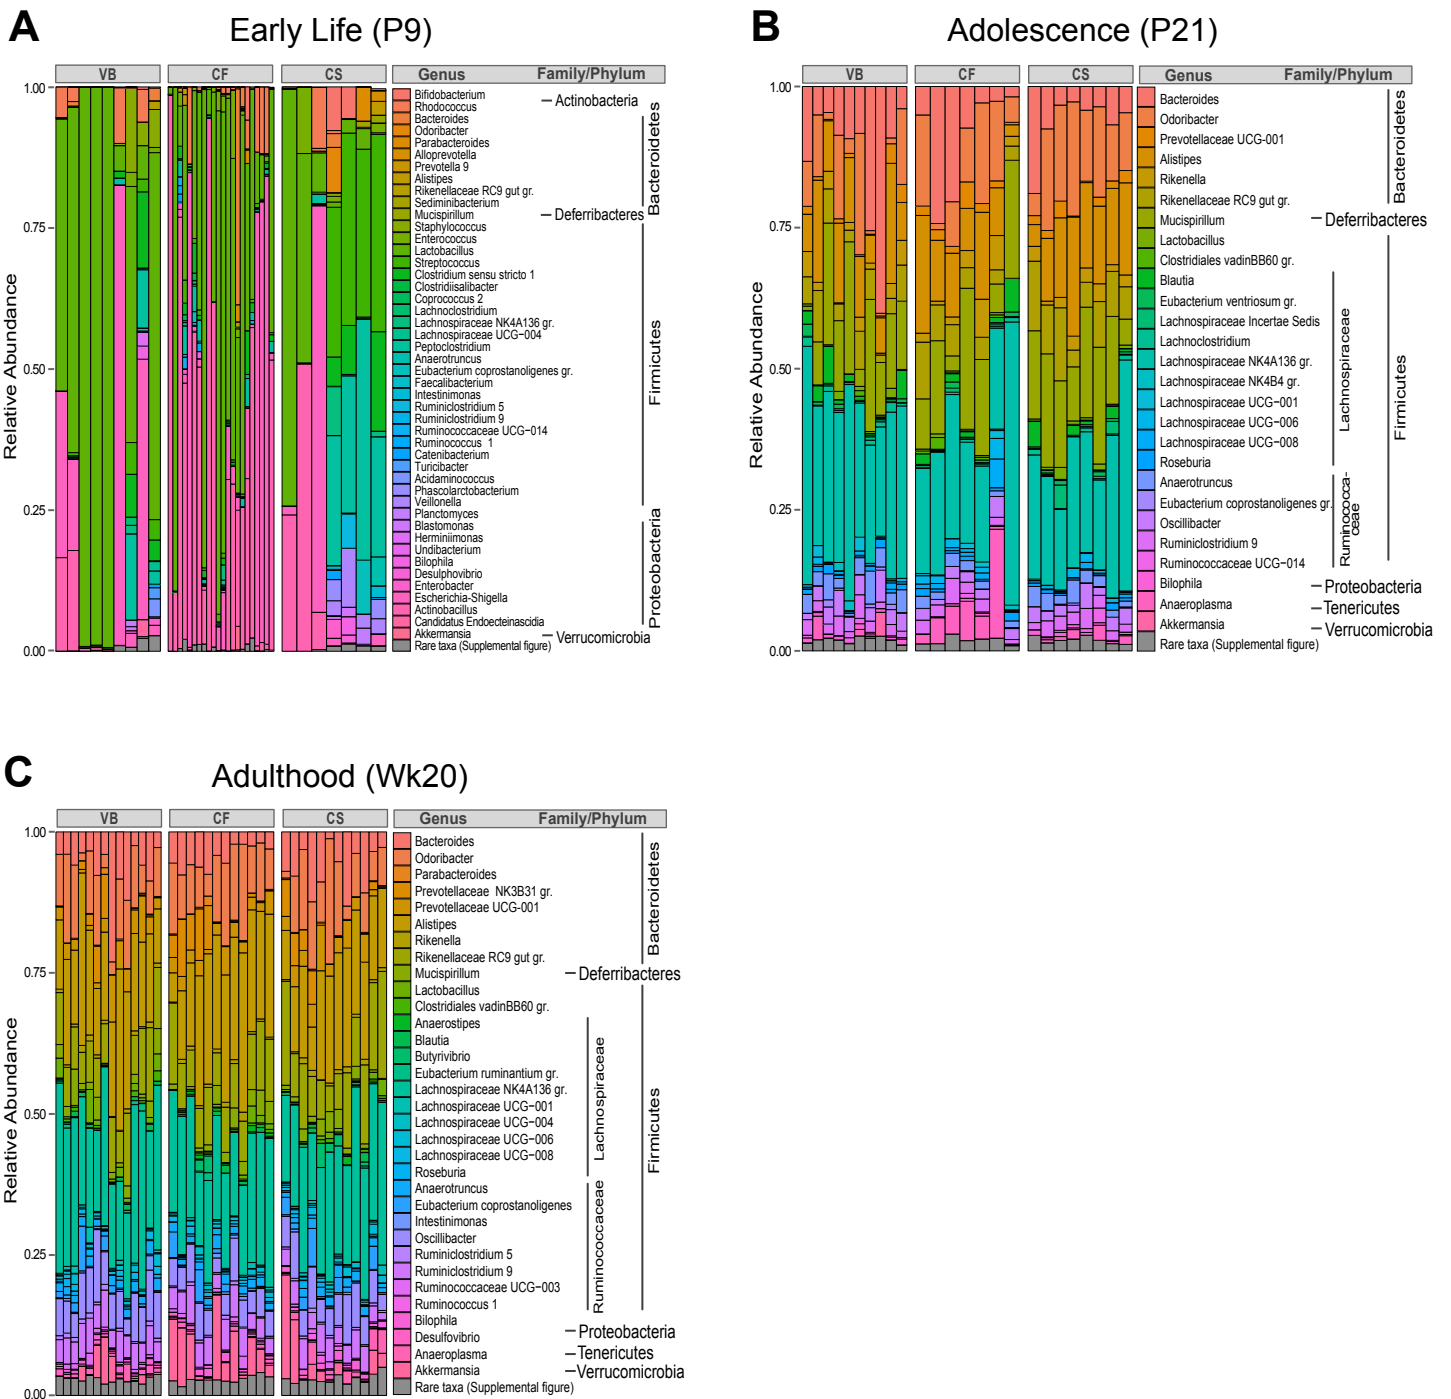 A
Early Life (P9)
VB
CF
CS
Genus
Family/Phylum
Relative Abundance
1.00
0.75
0.50
0.25
0.00
Bifidobacterium
Rhodococcus
Bacteroides
Odoribacter
Parabacteroides
Alloprevotella
Prevotella 9
Alistipes
Rikenellaceae RC9 gut gr.
Sediminibacterium
Mucispirillum
Staphylococcus
Enterococcus
Lactobacillus
Streptococcus
Clostridium sensu stricto 1
Clostridiisalibacter
Coprococcus 2
Lachnoclostridium
Lachnospiraceae NK4A136 gr.
Lachnospiraceae UCG−004
Peptoclostridium
Anaerotruncus
Eubacterium coprostanoligenes gr.
Faecalibacterium
Intestinimonas
Ruminiclostridium 5
Ruminiclostridium 9
Ruminococcaceae UCG−014
Ruminococcus 1
Catenibacterium
Turicibacter
Acidaminococcus
Phascolarctobacterium
Veillonella
Planctomyces
Blastomonas
Herminiimonas
Undibacterium
Bilophila
Desulphovibrio
Enterobacter
Escherichia-Shigella
Actinobacillus
Candidatus Endoecteinascidia
Akkermansia
Rare taxa (Supplemental figure)
Actinobacteria
Bacteroidetes
Deferribacteres
Firmicutes
Proteobacteria
Verrucomicrobia
B
Adolescence (P21)
VB
CF
CS
Genus
Family/Phylum
Relative Abundance
1.00
0.75
0.50
0.25
0.00
Bacteroides
Odoribacter
Prevotellaceae UCG-001
Alistipes
Rikenella
Rikenellaceae RC9 gut gr.
Mucispirillum
Lactobacillus
Clostridiales vadinBB60 gr.
Blautia
Eubacterium ventriosum gr.
Lachnospiraceae Incertae Sedis
Lachnoclostridium
Lachnospiraceae NK4A136 gr.
Lachnospiraceae NK4B4 gr.
Lachnospiraceae UCG−001
Lachnospiraceae UCG−006
Lachnospiraceae UCG−008
Roseburia
Anaerotruncus
Eubacterium coprostanoligenes gr.
Oscillibacter
Ruminiclostridium 9
Ruminococcaceae UCG−014
Bilophila
Anaeroplasma
Akkermansia
Rare taxa (Supplemental figure)
Bacteroidetes
Deferribacteres
Lachnospiraceae
Ruminococca-
ceae
Firmicutes
Proteobacteria
Tenericutes
Verrucomicrobia
C
Adulthood (Wk20)
VB
CF
CS
Genus
Family/Phylum
Relative Abundance
1.00
0.75
0.50
0.25
0.00
Bacteroides
Odoribacter
Parabacteroides
Prevotellaceae NK3B31 gr.
Prevotellaceae UCG-001
Alistipes
Rikenella
Rikenellaceae RC9 gut gr.
Mucispirillum
Lactobacillus
Clostridiales vadinBB60 gr.
Anaerostipes
Blautia
Butyrivibrio
Eubacterium ruminantium gr.
Lachnospiraceae NK4A136 gr.
Lachnospiraceae UCG−001
Lachnospiraceae UCG−004
Lachnospiraceae UCG−006
Lachnospiraceae UCG−008
Roseburia
Anaerotruncus
Eubacterium coprostanoligenes
Intestinimonas
Oscillibacter
Ruminiclostridium 5
Ruminiclostridium 9
Ruminococcaceae UCG−003
Ruminococcus 1
Bilophila
Desulfovibrio
Anaeroplasma
Akkermansia
Rare taxa (Supplemental figure)
Bacteroidetes
Deferribacteres
Lachnospiraceae
Ruminococcaceae
Firmicutes
Proteobacteria
Tenericutes
Verrucomicrobia